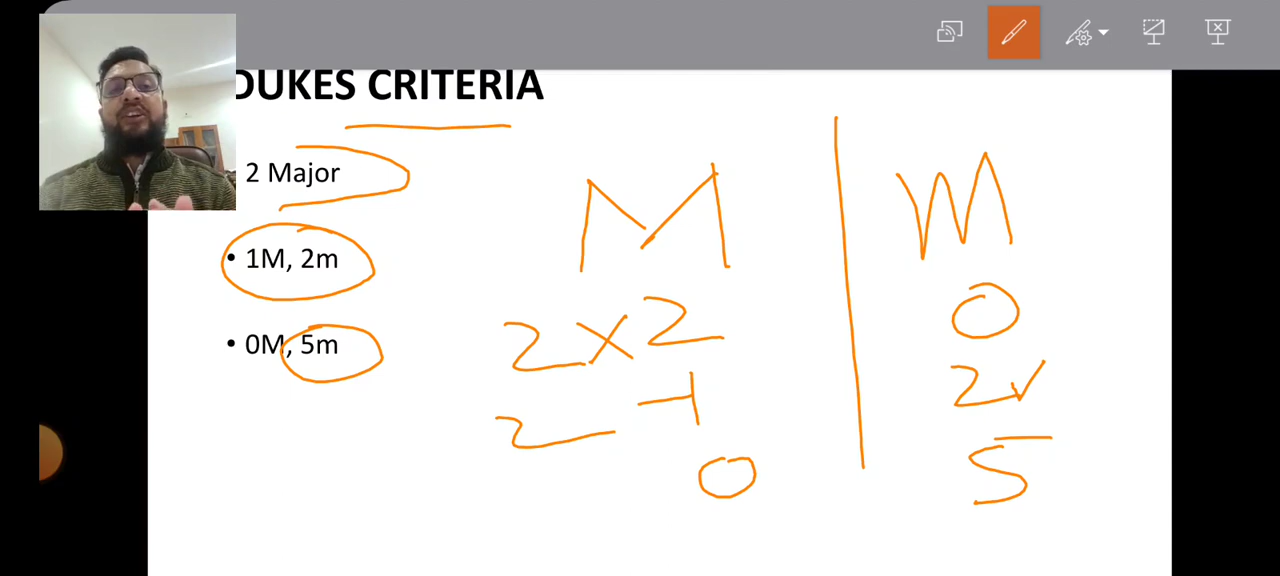 DUKES CRITERIA
2 Major
• 1M, 2m
• 0M, 5m
M m
2 × 2 0
2 1 2 ✓
0 5